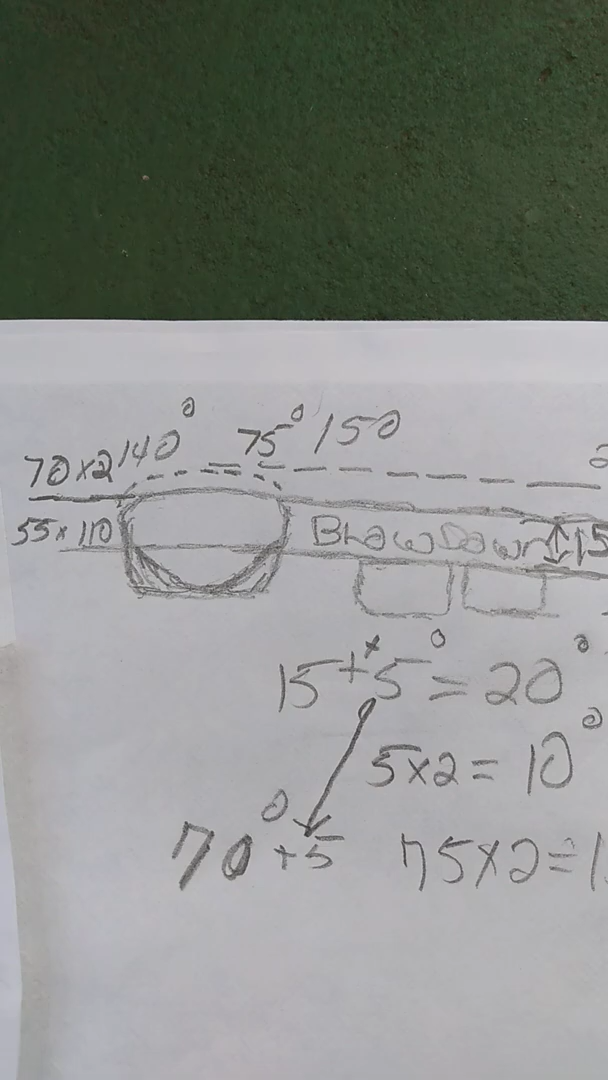 70x2 140° 75° 150
55x110 BLOWDOWN 15
15+5° = 20°
5x2 = 10°
70°+5 75x2=1